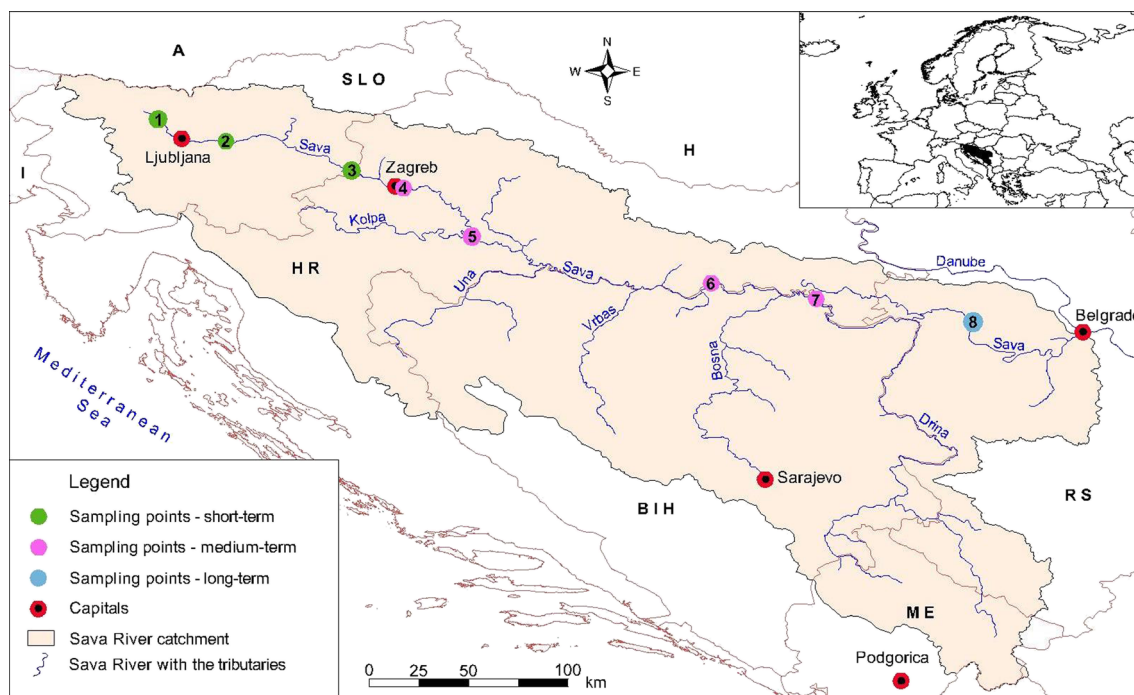 A
SLO
N
W E
S
H
I
1
Ljubljana
2
Sava
3
Zagreb
4
Kolpa
5
HR
Una
Sava
Vrbas
6
Bosna
7
Danube
8
Belgrade
Sava
Drina
Mediterranean
Sea
Sarajevo
BIH
RS
ME
Podgorica
Legend
Sampling points - short-term
Sampling points - medium-term
Sampling points - long-term
Capitals
Sava River catchment
Sava River with the tributaries
0 25 50 100
km